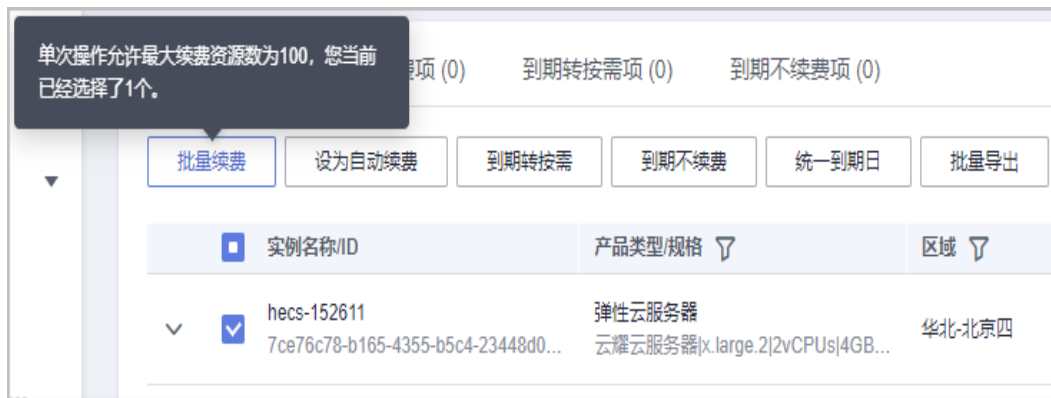 单次操作允许最大续费资源数为100，您当前
已经选择了1个。
费项 (0) 到期转按需项 (0) 到期不续费项 (0)
批量续费 设为自动续费 到期转按需 到期不续费 统一到期日 批量导出
实例名称/ID 产品类型/规格 区域
hecs-152611 弹性云服务器
华北-北京四
7ce76c78-b165-4355-b5c4-23448d0... 云耀云服务器|x.large.2|2vCPUs|4GB...